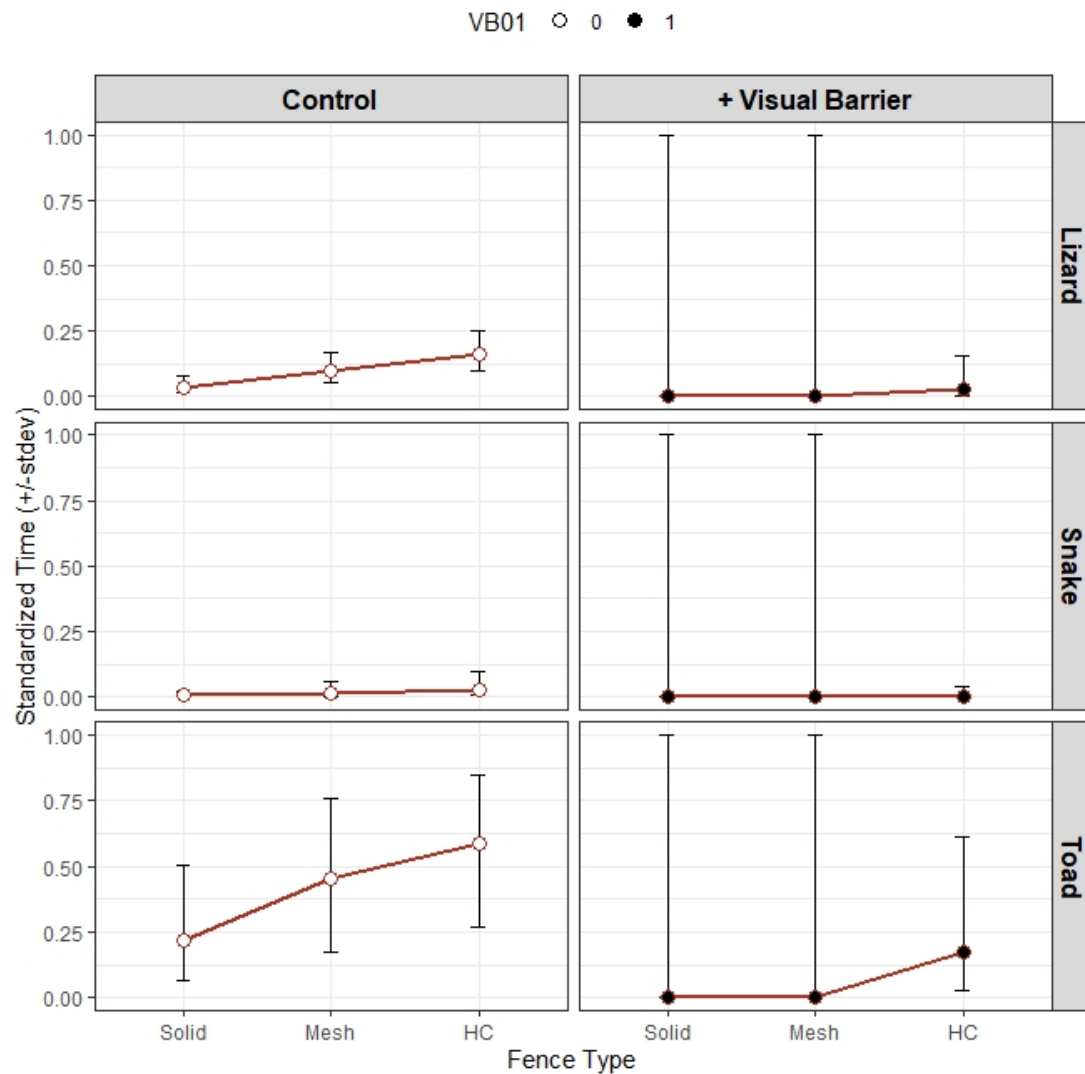 VB01 0 1
Control + Visual Barrier
1.00
0.75
0.50
0.25
0.00
Lizard
1.00
0.75
0.50
0.25
0.00
Snake
1.00
0.75
0.50
0.25
0.00
Toad
Standardized Time (+/-stdev)
Solid Mesh HC Solid Mesh HC
Fence Type